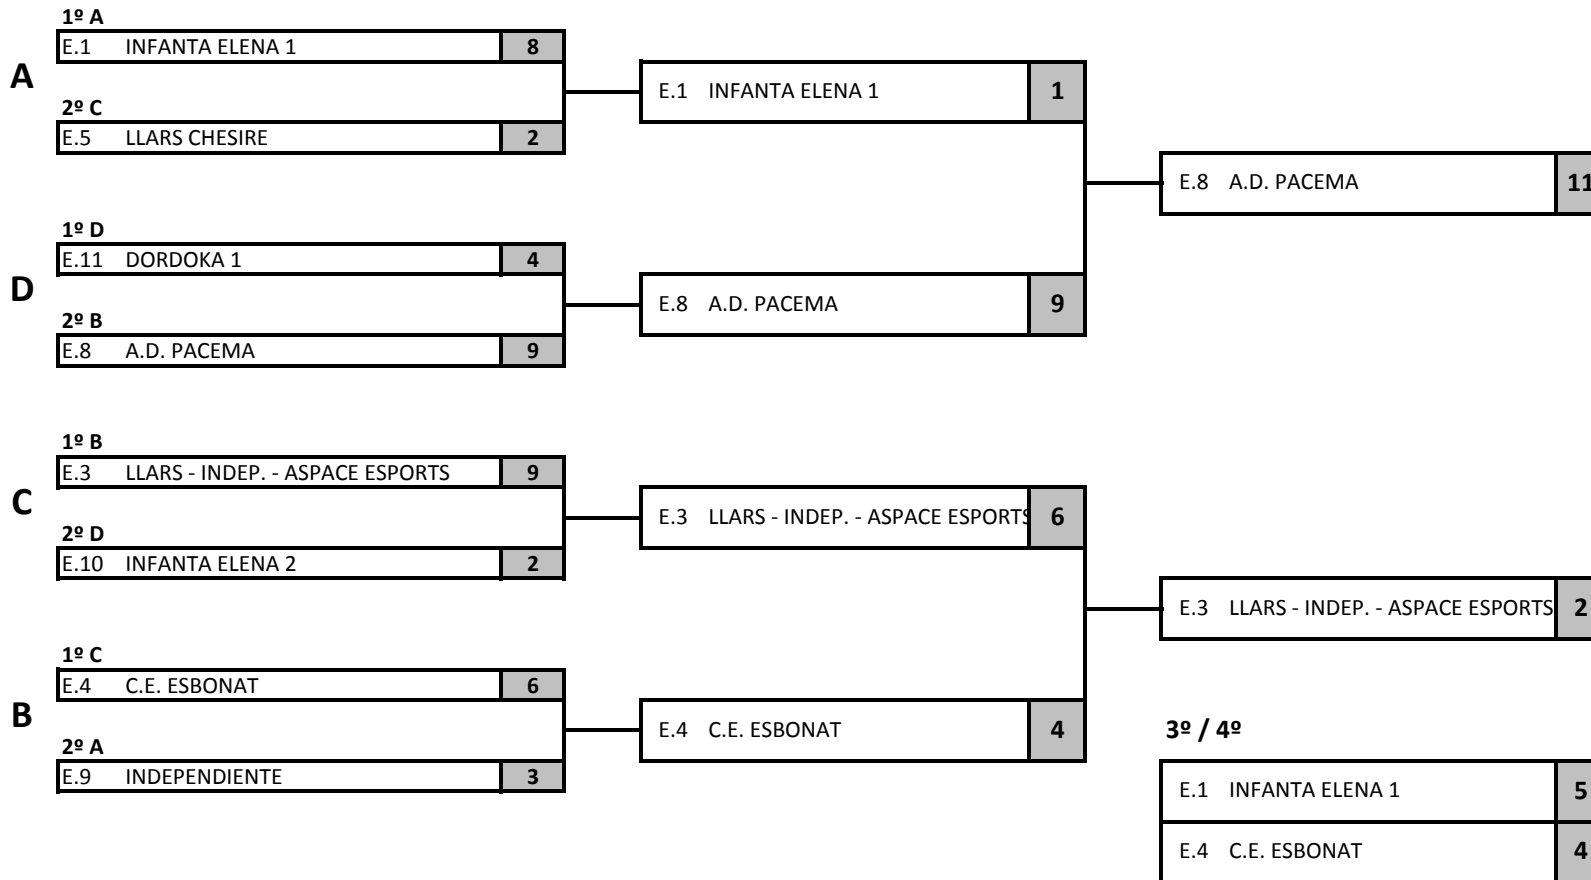 1º A
E.1 INFANTA ELENA 1 8
A
2º C
E.5 LLARS CHESIRE 2
E.1 INFANTA ELENA 1 1
1º D
E.11 DORDOKA 1 4
D
2º B
E.8 A.D. PACEMA 9
E.8 A.D. PACEMA 9
E.8 A.D. PACEMA 11
1º B
E.3 LLARS - INDEP. - ASPACE ESPORTS 9
C
2º D
E.10 INFANTA ELENA 2 2
E.3 LLARS - INDEP. - ASPACE ESPORTS 6
1º C
E.4 C.E. ESBONAT 6
B
2º A
E.9 INDEPENDIENTE 3
E.4 C.E. ESBONAT 4
E.3 LLARS - INDEP. - ASPACE ESPORTS 2
3º / 4º
E.1 INFANTA ELENA 1 5
E.4 C.E. ESBONAT 4